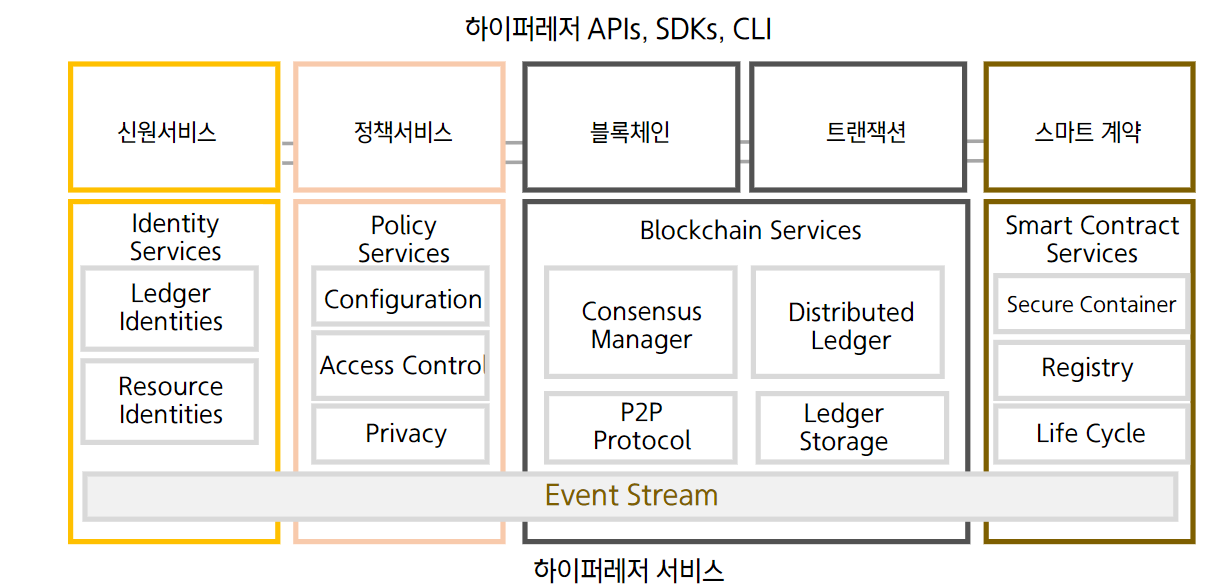 하이퍼레저 APIs, SDKs, CLI
신원서비스
정책서비스
블록체인
트랜잭션
스마트 계약
Identity
Services
Ledger
Identities
Resource
Identities
Policy
Services
Configuration
Access Control
Privacy
Blockchain Services
Consensus
Manager
Distributed
Ledger
P2P
Protocol
Ledger
Storage
Smart Contract
Services
Secure Container
Registry
Life Cycle
Event Stream
하이퍼레저 서비스